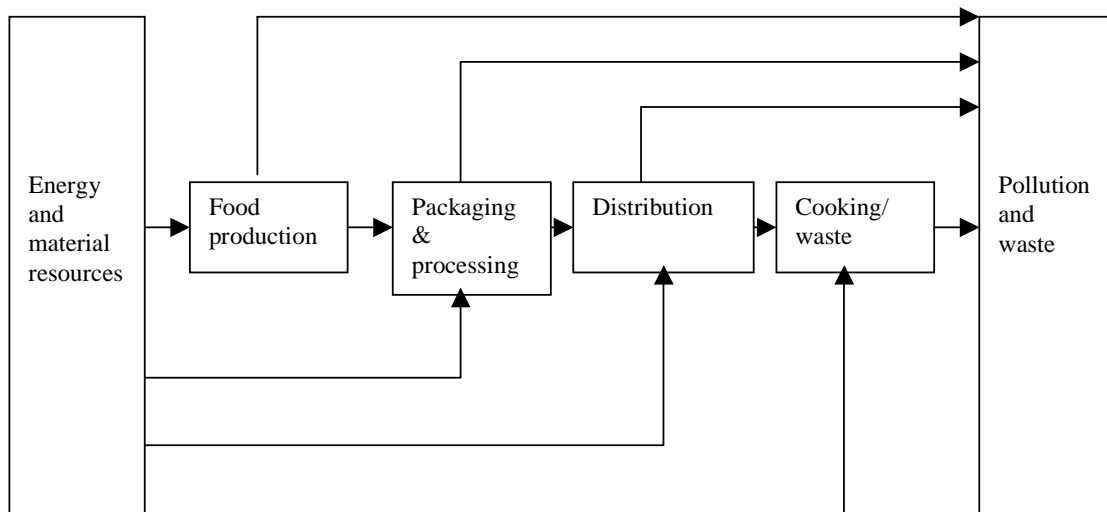 Energy
and
material
resources
Food
production
Packaging
&
processing
Distribution
Cooking/
waste
Pollution
and
waste